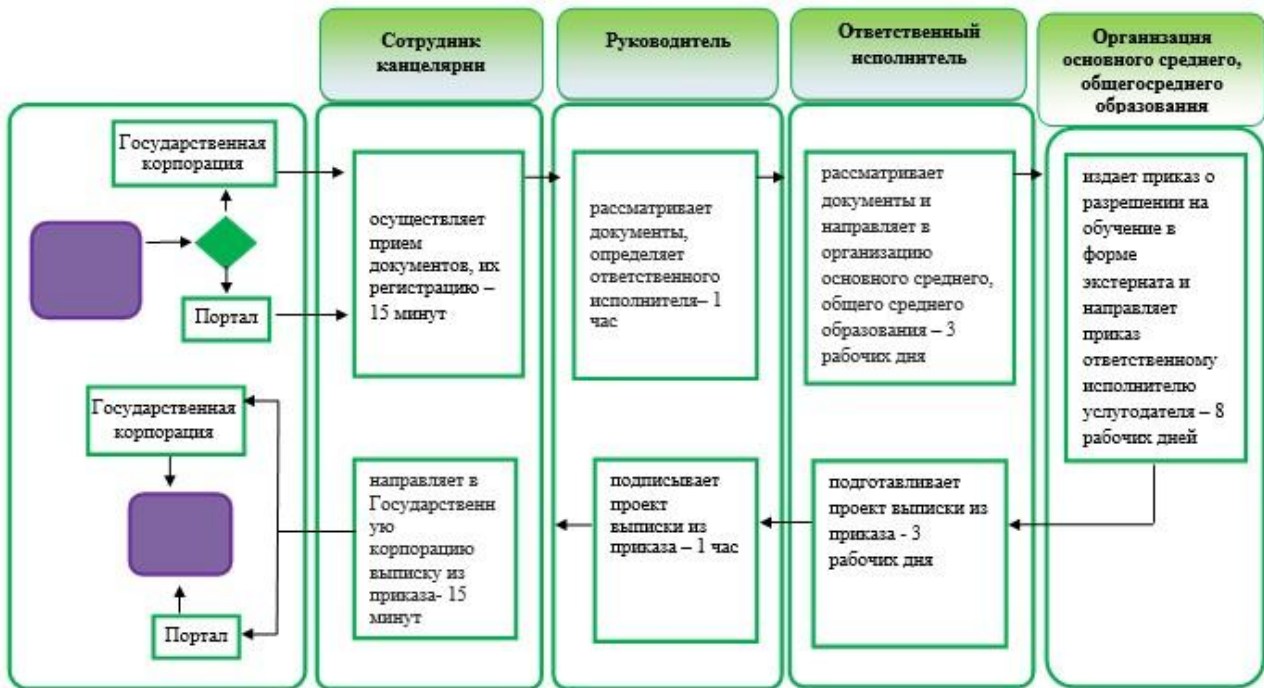 Сотрудник
канцелярии
Руководитель
Ответственный
исполнитель
Организация
основного среднего,
общегосреднего
образования
Государственная
корпорация
Портал
осуществляет
прием
документов, их
регистрацию –
15 минут
рассматривает
документы,
определяет
ответственного
исполнителя– 1
час
рассматривает
документы и
направляет в
организацию
основного среднего,
общего среднего
образования – 3
рабочих дня
издает приказ о
разрешении на
обучение в
форме
экстерната и
направляет
приказ
ответственному
исполнителю
услугодателя – 8
рабочих дней
Государственная
корпорация
Портал
направляет в
Государственн
ую
корпорацию
выписку из
приказа- 15
минут
подписывает
проект
выписки из
приказа – 1 час
подготавливает
проект выписки из
приказа - 3
рабочих дня